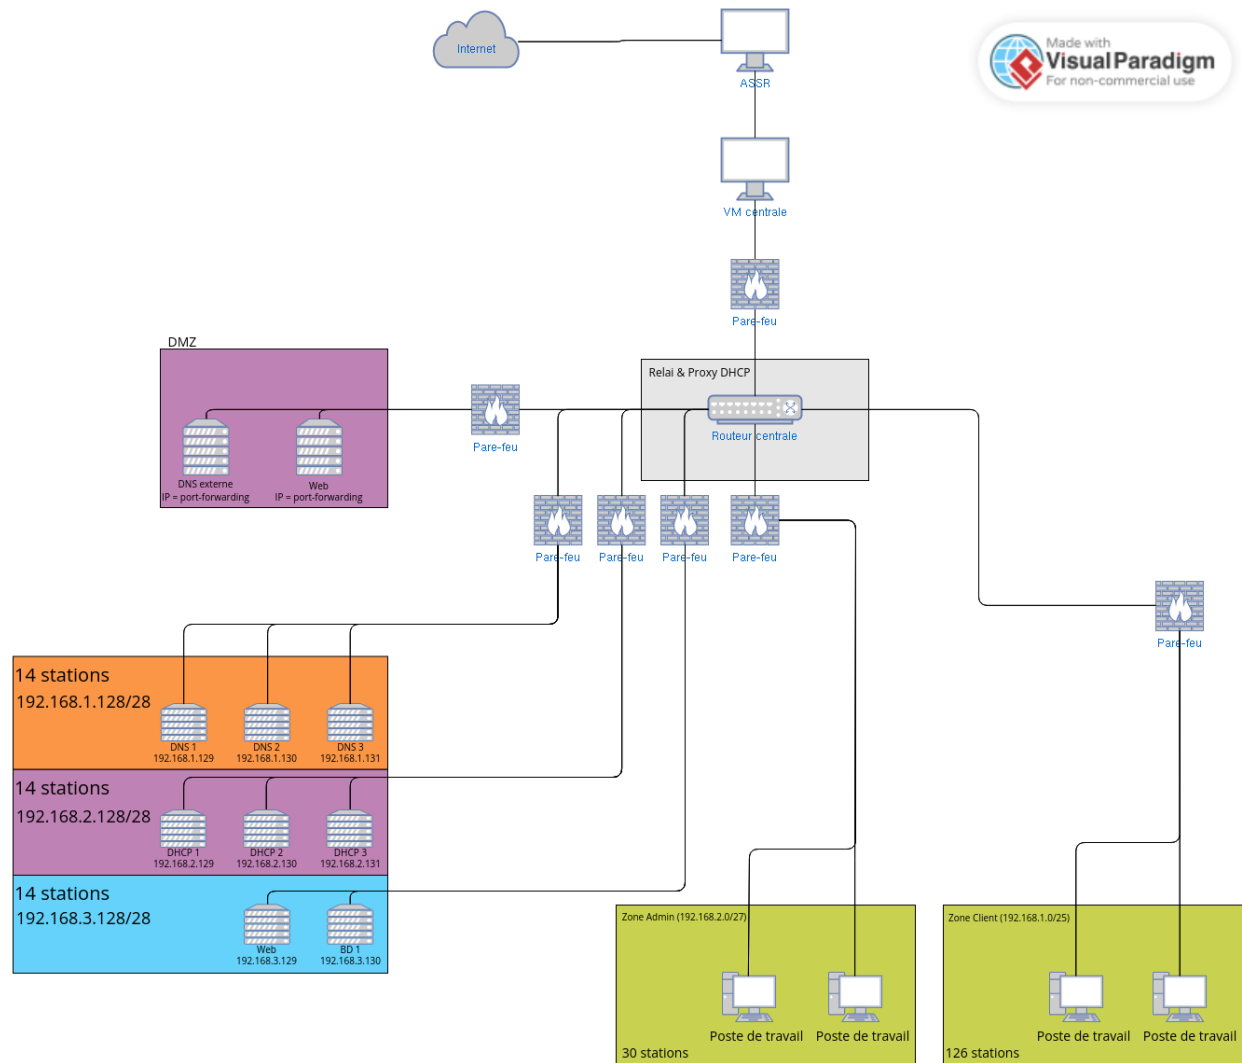 Internet
ASSR
Made with
Visual Paradigm
For non-commercial use
VM centrale
Pare-feu
DMZ
Relai & Proxy DHCP
Routeur centrale
Pare-feu
DNS externe
IP = port-forwarding
Web
IP = port-forwarding
Pare-feu
Pare-feu
Pare-feu
Pare-feu
Pare-feu
14 stations
192.168.1.128/28
DNS 1
192.168.1.129
DNS 2
192.168.1.130
DNS 3
192.168.1.131
14 stations
192.168.2.128/28
DHCP 1
192.168.2.129
DHCP 2
192.168.2.130
DHCP 3
192.168.2.131
14 stations
192.168.3.128/28
Web
192.168.3.129
BD 1
192.168.3.130
Zone Admin (192.168.2.0/27)
Poste de travail
Poste de travail
30 stations
Zone Client (192.168.1.0/25)
Poste de travail
Poste de travail
126 stations